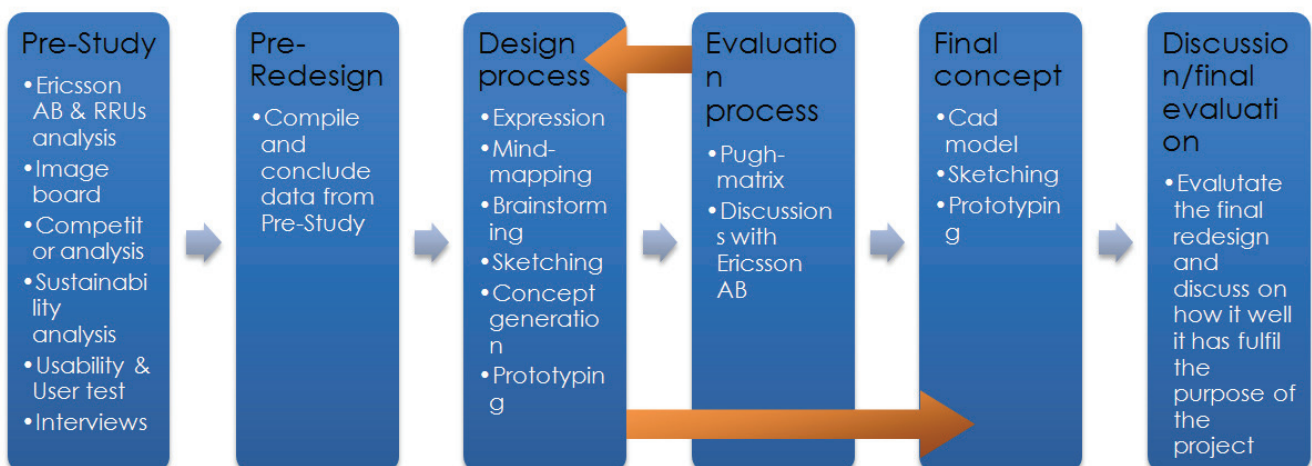 Pre-Study
•Ericsson
AB & RRUs
analysis
•Image
board
•Competit
or analysis
•Sustainabi
lity
analysis
•Usability &
User test
•Interviews
Pre-
Redesign
•Compile
and
conclude
data from
Pre-Study
Design
process
•Expression
•Mind-
mapping
•Brainstorm
ing
•Sketching
•Concept
generatio
n
•Prototypin
g
Evaluatio
n
process
•Pugh-
matrix
•Discussion
s with
Ericsson
AB
Final
concept
•Cad
model
•Sketching
•Prototypin
g
Discussio
n/final
evaluati
on
•Evalutate
the final
redesign
and
discuss on
how it well
it has fulfil
the
purpose of
the
project